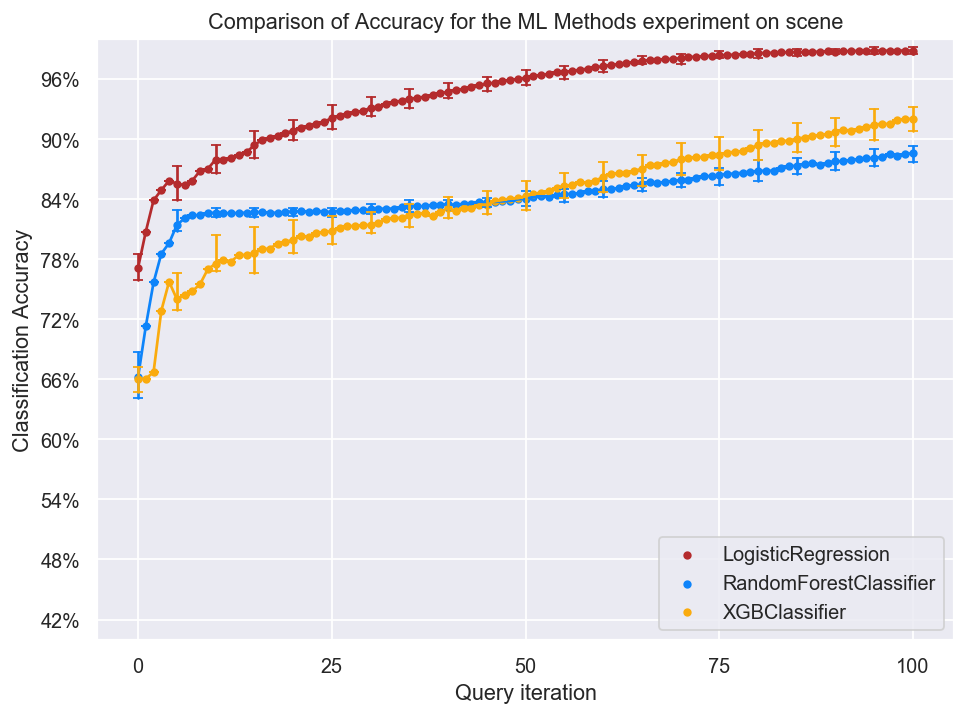 Comparison of Accuracy for the ML Methods experiment on scene
96%
90%
84%
78%
72%
66%
60%
54%
48%
42%
Classification Accuracy
LogisticRegression
RandomForestClassifier
XGBClassifier
0 25 50 75 100
Query iteration